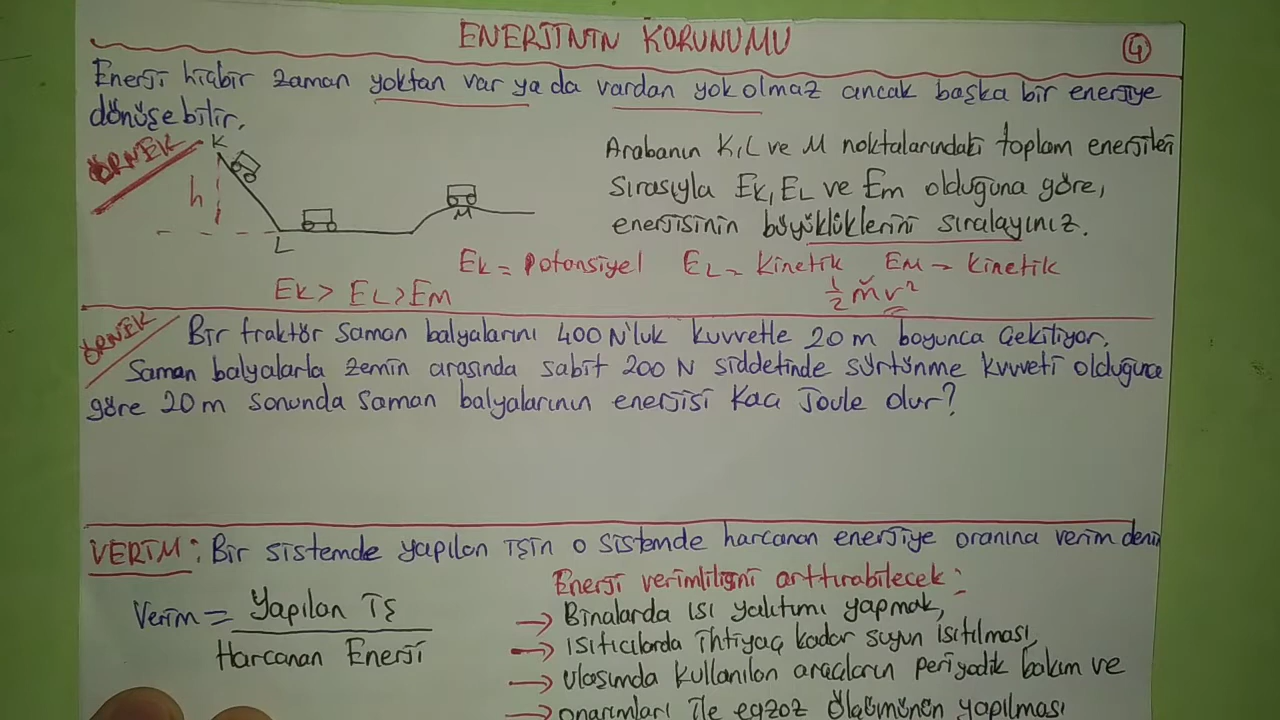 ENERJİNİN KORUNUMU
4
Enerji hiçbir zaman yoktan var ya da vardan yok olmaz ancak başka bir enerjiye
dönüşebilir.
ÖRNEK
K
h
L
M
Arabanın K, L ve M noktalarındaki toplam enerjileri
sırasıyla EK, EL ve Em olduğuna göre,
enerjisinin büyüklüklerini sıralayınız.
EK = Potansiyel EL = Kinetik EM = Kinetik
1/2 m v²
EK > EL > Em
ÖRNEK
Bir traktör saman balyalarını 400 N'luk kuvvetle 20 m boyunca çekiliyor.
Saman balyalarla zemin arasında sabit 200 N şiddetinde sürtünme kuvveti olduğuna
göre 20 m sonunda saman balyalarının enerjisi kaç Joule olur?
VERİM: Bir sistemde yapılan işin o sistemde harcanan enerjiye oranına verim denir
Enerji verimliliğni arttırabilecek:
Verim = Yapılan İş
Harcanan Enerji
→ Binalarda ısı yalıtımı yapmak,
→ ısıtıcılarda ihtiyaç kadar suyun ısıtılması,
→ ulaşımda kullanılan araçların periyodik bakım ve
→ onarımları ile egzoz ölçümünün yapılması